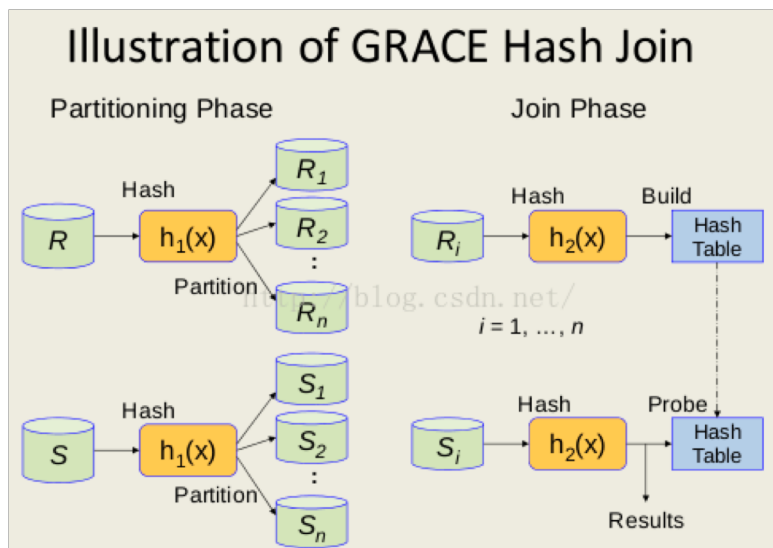 Illustration of GRACE Hash Join
Partitioning Phase
Join Phase
Hash
R
h1(x)
Partition
R1
R2
:
Rn
Hash
S
h1(x)
Partition
S1
S2
:
Sn
Hash
Build
Ri
h2(x)
Hash
Table
i = 1, …, n
Hash
Probe
Si
h2(x)
Hash
Table
Results
http://blog.csdn.net/